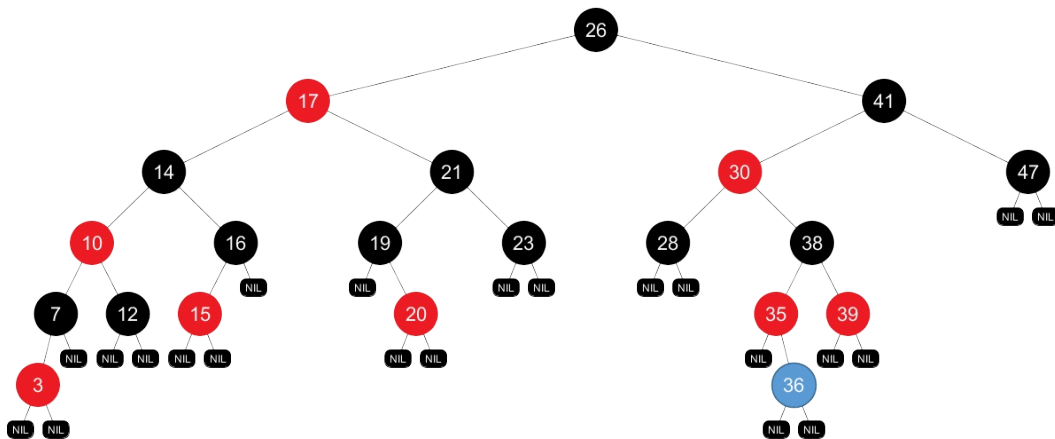 26
17 41
14 21 30 47
NIL NIL
10 16 19 23 28 38
NIL NIL NIL NIL NIL NIL
7 12 15 20 35 39
NIL NIL NIL NIL NIL NIL NIL NIL NIL NIL
3 36
NIL NIL NIL NIL